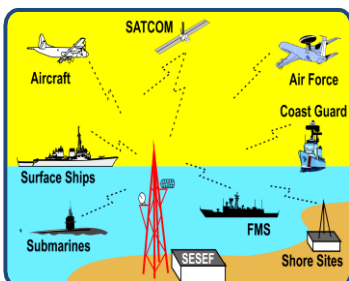 SATCOM
Aircraft
Air Force
Coast Guard
Surface Ships
Submarines
FMS
SESEF
Shore Sites